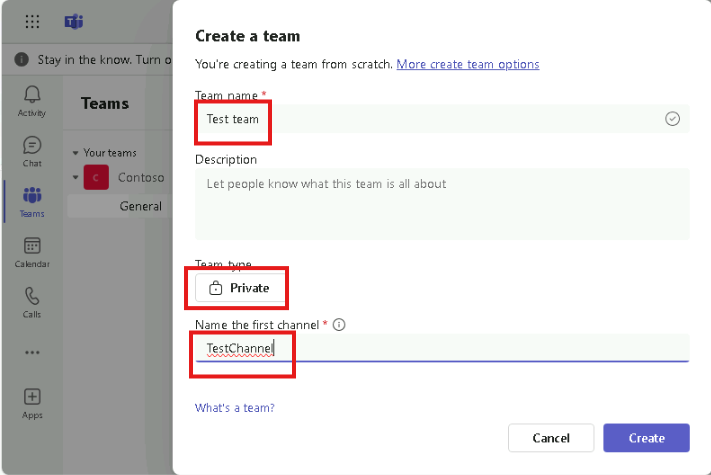 Create a team
You're creating a team from scratch. More create team options
Stay in the know. Turn o
Activity
Chat
Teams
Calendar
Calls
Apps
Teams
Your teams
C Contoso
General
Team name *
Test team
Description
Let people know what this team is all about
Team type
Private
Name the first channel *
TestChannel
What's a team?
Cancel Create